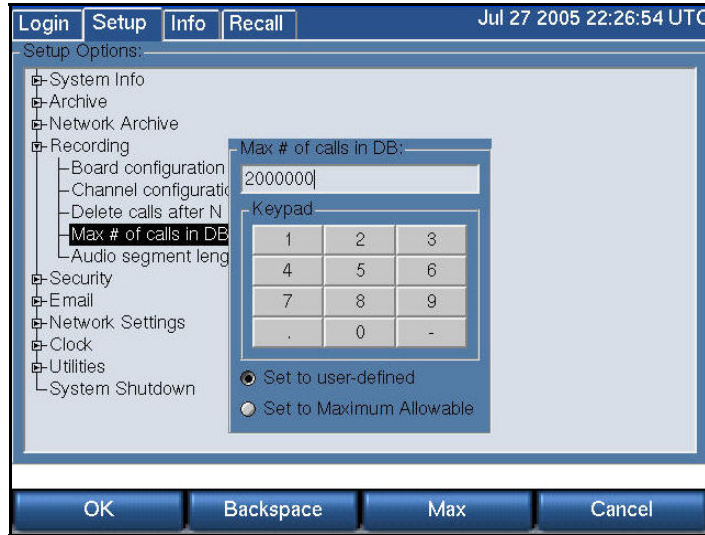 Login Setup Info Recall Jul 27 2005 22:26:54 UTC
Setup Options:
System Info
Archive
Network Archive
Recording
Board configuration
Channel configuratio
Delete calls after N
Max # of calls in DB
Audio segment leng
Security
Email
Network Settings
Clock
Utilities
System Shutdown
Max # of calls in DB:
2000000
Keypad
1 2 3
4 5 6
7 8 9
. 0 -
Set to user-defined
Set to Maximum Allowable
OK Backspace Max Cancel